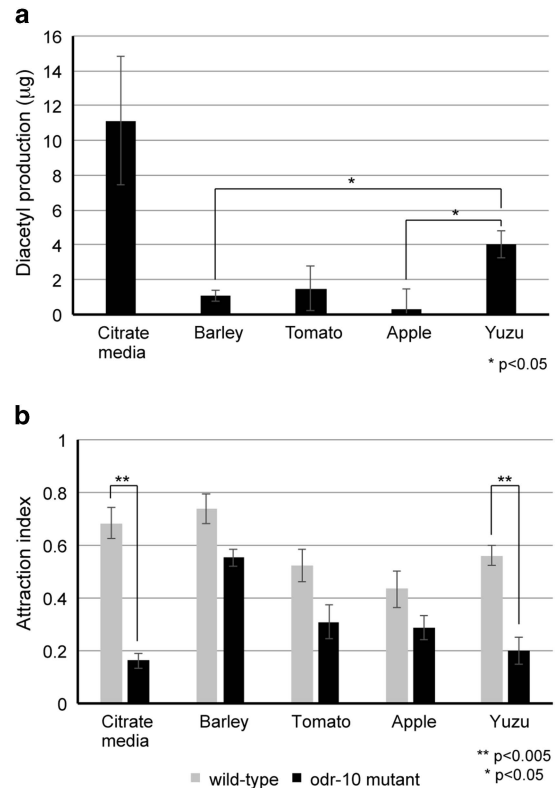 a
Diacetyl production (μg)
16
14
12
10
8
6
4
2
0
*
*
Citrate media
Barley
Tomato
Apple
Yuzu
* p<0.05
b
Attraction index
1
0.8
0.6
0.4
0.2
0
**
**
Citrate media
Barley
Tomato
Apple
Yuzu
** p<0.005
* p<0.05
wild-type
odr-10 mutant